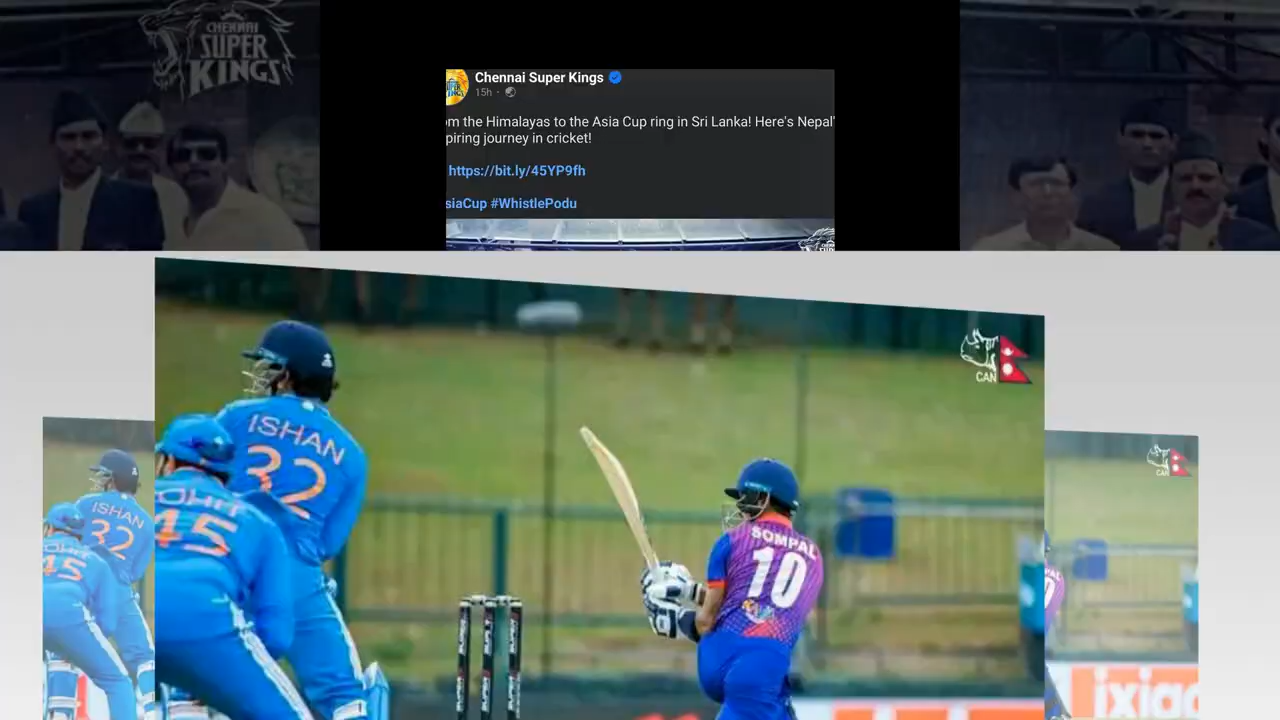 CHENNAI
SUPER
KINGS
Chennai Super Kings
15h
om the Himalayas to the Asia Cup ring in Sri Lanka! Here's Nepal'
piring journey in cricket!
https://bit.ly/45YP9fh
siaCup #WhistlePodu
CAN
ISHAN
32
45
SOMPAL
10
CAN
ISHAN
32
45
10
ixigo